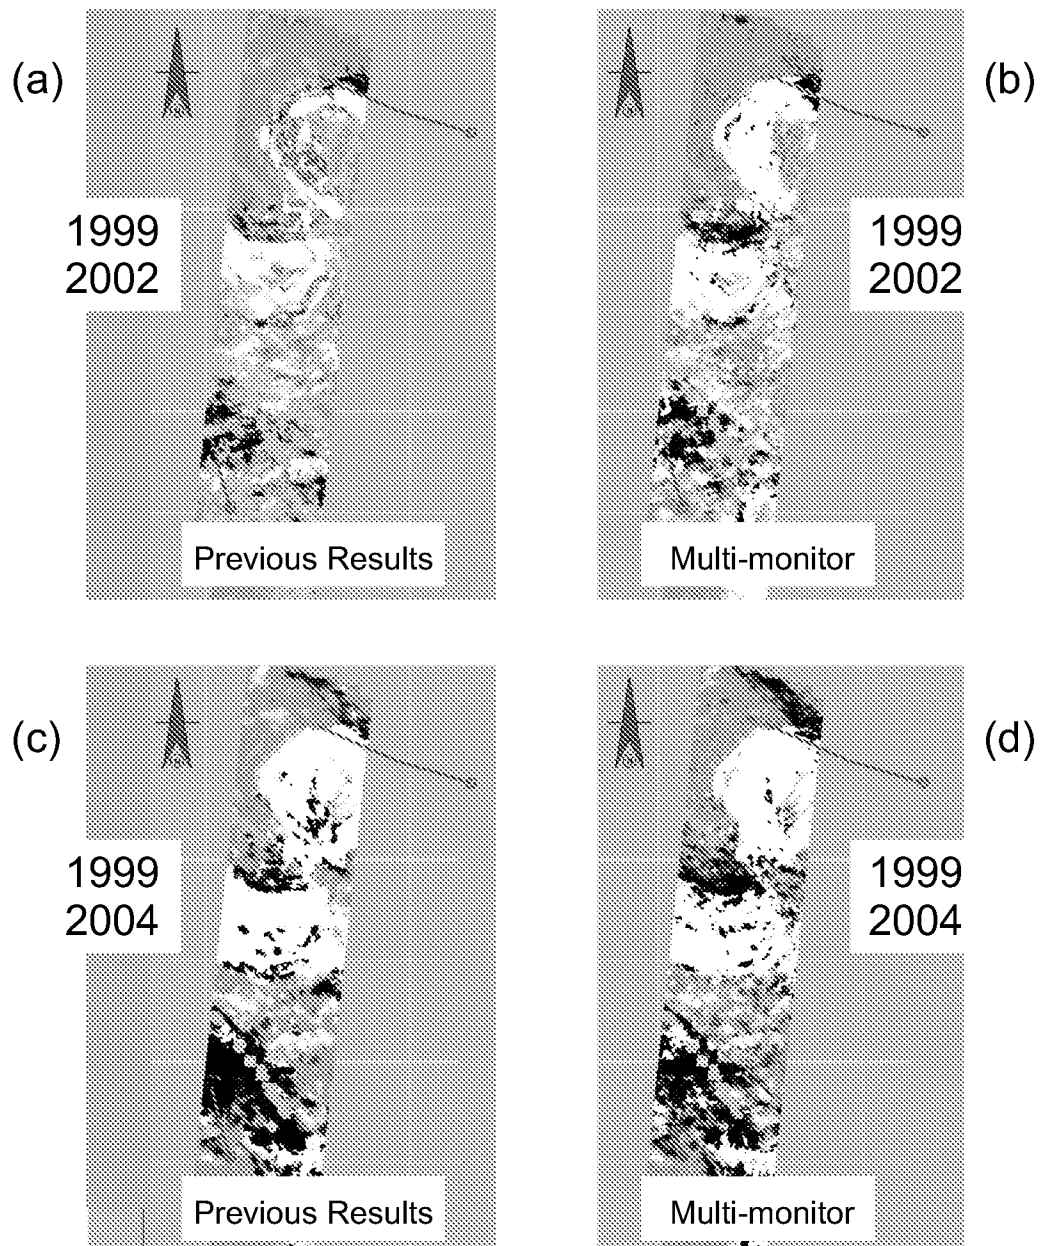 (a)
(b)
1999
2002
1999
2002
Previous Results
Multi-monitor
(c)
(d)
1999
2004
1999
2004
Previous Results
Multi-monitor